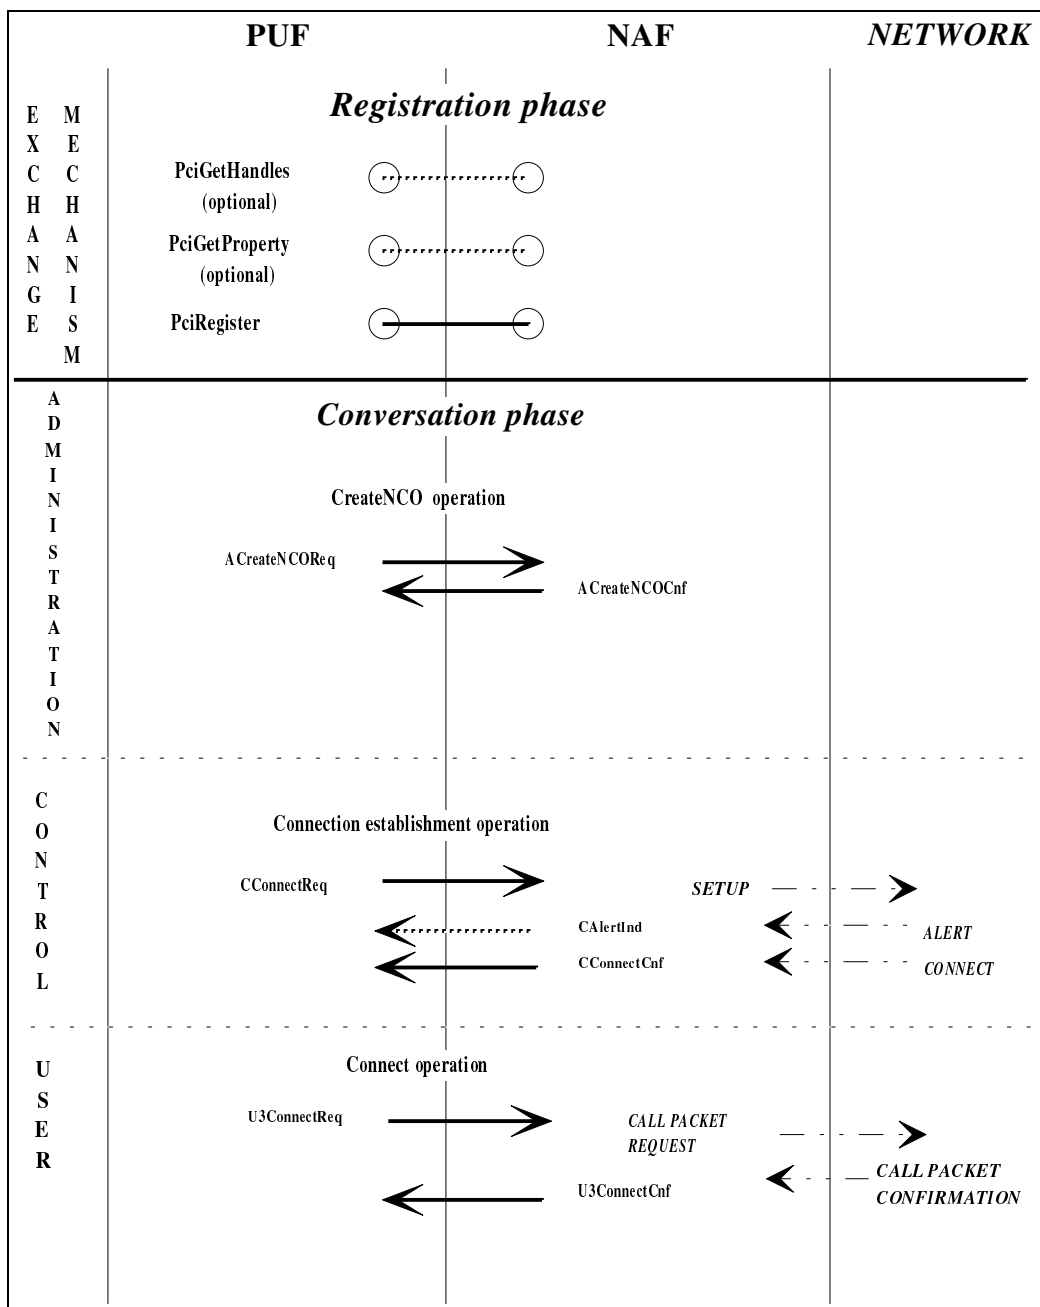 PUF NAF NETWORK
EXCHANGE MECHANISM
Registration phase
PciGetHandles
(optional)
PciGetProperty
(optional)
PciRegister
ADMINISTRATION
Conversation phase
CreateNCO operation
ACreateNCOReq
ACreateNCOCnf
CONTROL
Connection establishment operation
CConnectReq SETUP
CAlertInd ALERT
CConnectCnf CONNECT
USER
Connect operation
U3ConnectReq CALL PACKET
REQUEST
U3ConnectCnf CALL PACKET
CONFIRMATION